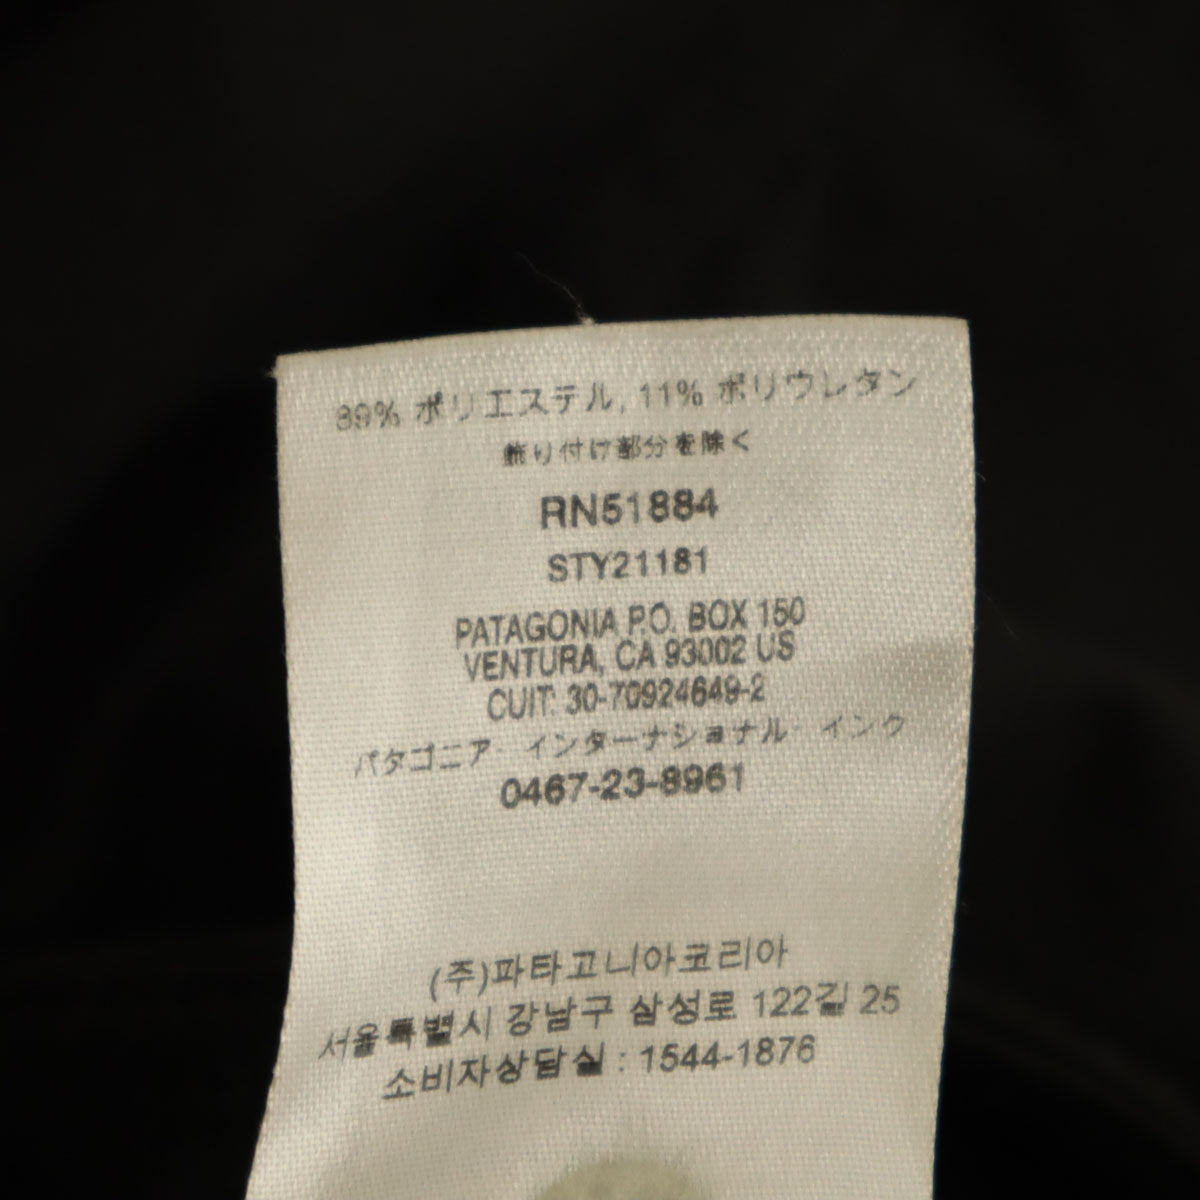 89% ポリエステル, 11% ポリウレタン
飾り付け部分を除く
RN51884
STY21181
PATAGONIA P.O. BOX 150
VENTURA, CA 93002 US
CUIT: 30-70924649-2
パタゴニア・インターナショナル・インク
0467-23-8961
(주)파타고니아코리아
서울특별시 강남구 삼성로 122길 25
소비자상담실 : 1544-1876